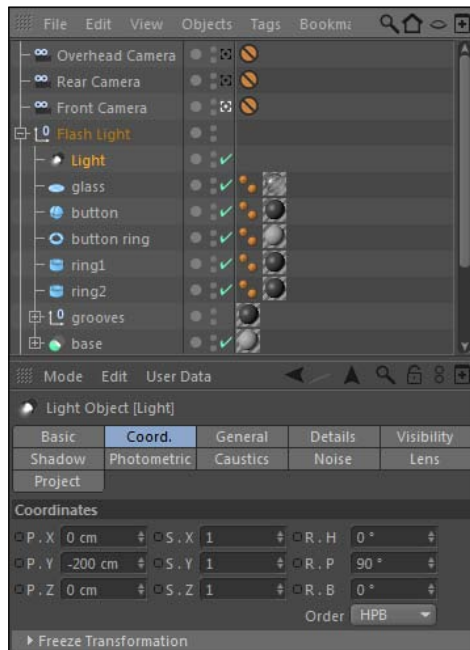 File Edit View Objects Tags Bookma
Overhead Camera
Rear Camera
Front Camera
Flash Light
Light
glass
button
button ring
ring1
ring2
grooves
base
Mode Edit User Data
Light Object [Light]
Basic Coord. General Details Visibility
Shadow Photometric Caustics Noise Lens
Project
Coordinates
P . X 0 cm S . X 1 R . H 0 °
P . Y -200 cm S . Y 1 R . P 90 °
P . Z 0 cm S . Z 1 R . B 0 °
Order HPB
Freeze Transformation